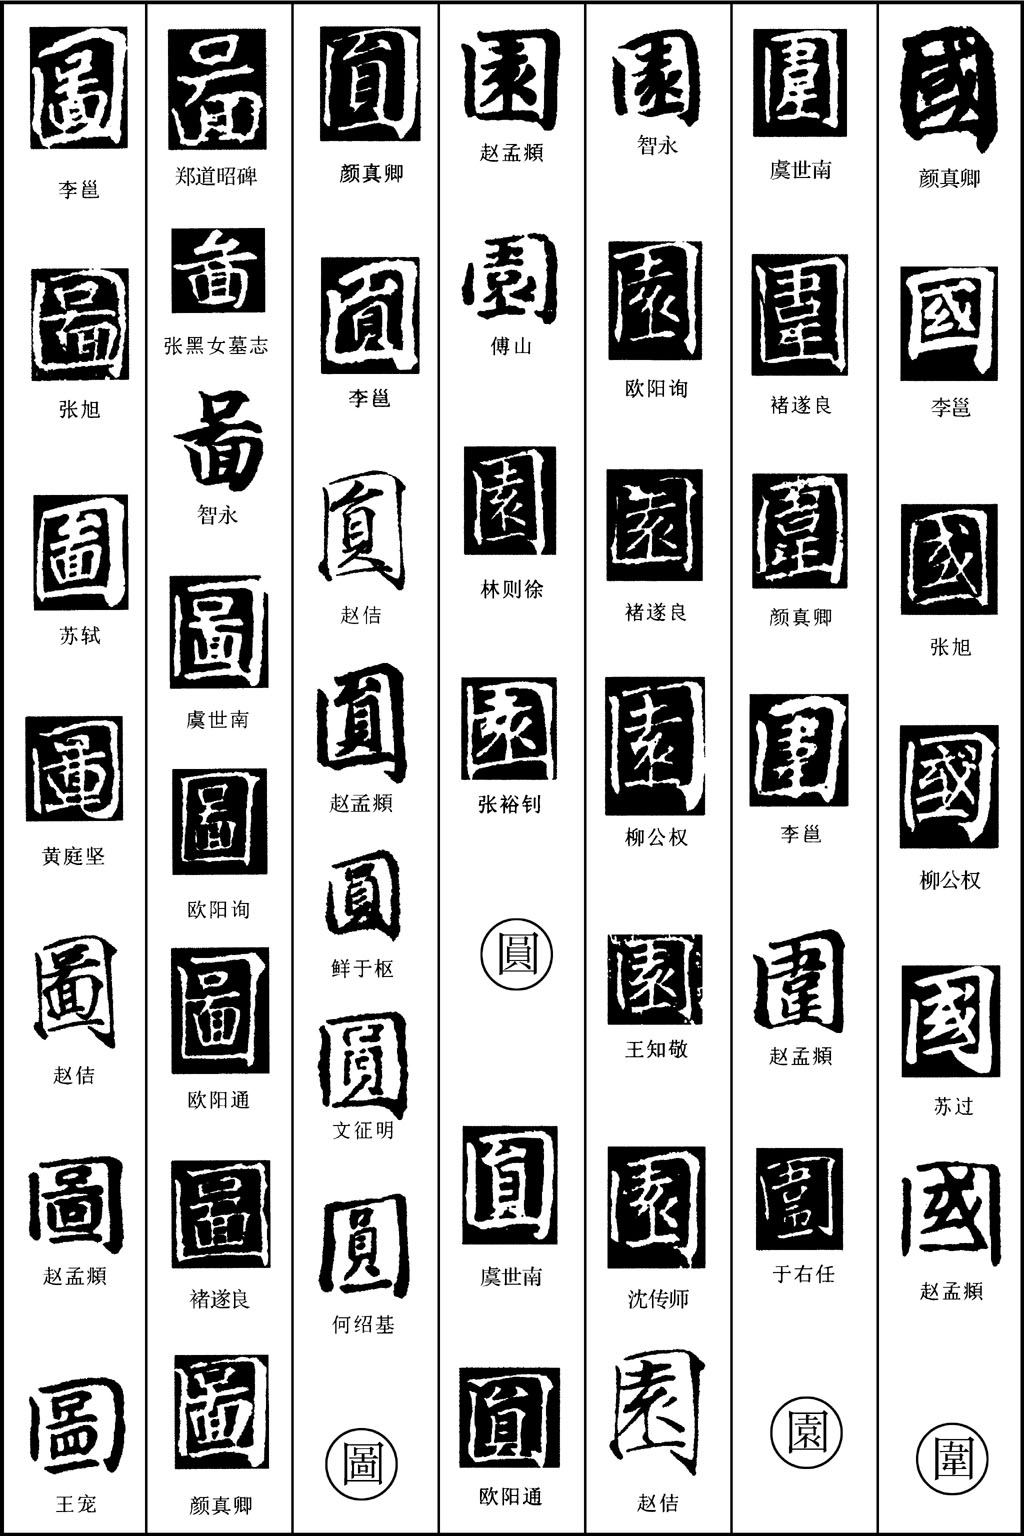 國
颜真卿
國
李邕
國
张旭
國
柳公权
國
苏过
國
赵孟頫
圍
圍
虞世南
圍
褚遂良
圍
颜真卿
圍
李邕
圍
赵孟頫
圍
于右任
園
園
智永
園
欧阳询
園
褚遂良
園
柳公权
園
王知敬
園
沈传师
園
赵佶
園
赵孟頫
園
傅山
園
林则徐
園
张裕钊
圓
圓
虞世南
圓
欧阳通
圓
颜真卿
圓
李邕
圓
赵佶
圓
赵孟頫
圓
鲜于枢
圓
文征明
圓
何绍基
圖
圖
郑道昭碑
圖
张黑女墓志
圖
智永
圖
虞世南
圖
欧阳询
圖
欧阳通
圖
褚遂良
圖
颜真卿
圖
李邕
圖
张旭
圖
苏轼
圖
黄庭坚
圖
赵佶
圖
赵孟頫
圖
王宠